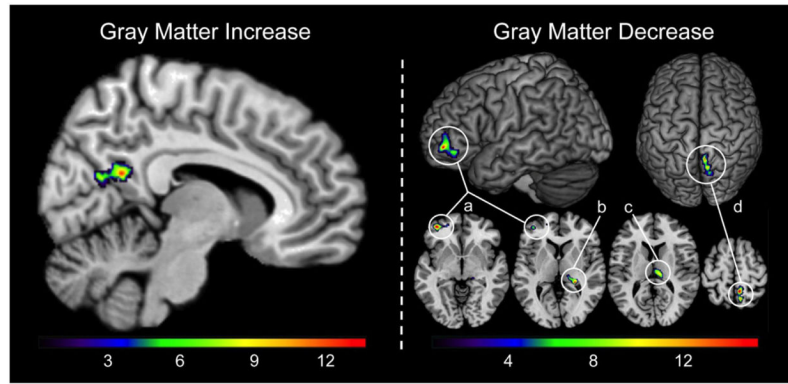 Gray Matter Increase
Gray Matter Decrease
a
b
c
d
3 6 9 12
4 8 12